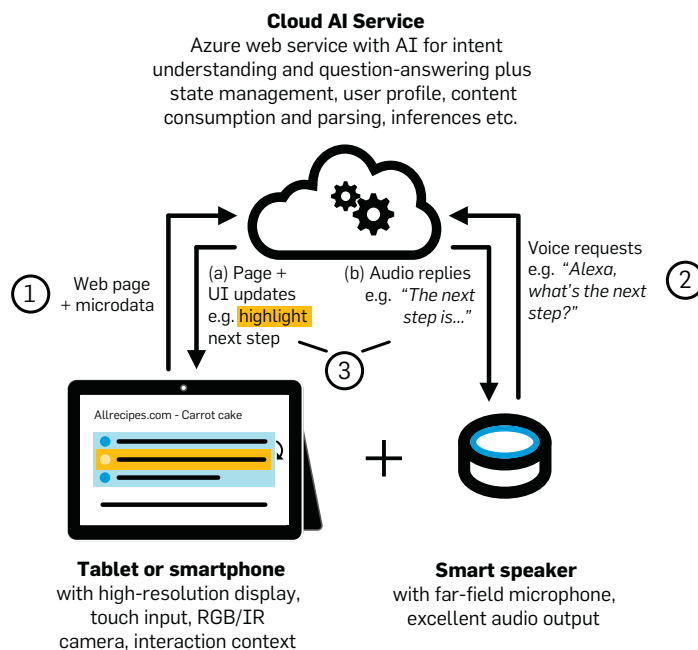 Cloud AI Service
Azure web service with AI for intent
understanding and question-answering plus
state management, user profile, content
consumption and parsing, inferences etc.
1
Web page
+ microdata
(a) Page +
UI updates
e.g. highlight
next step
(b) Audio replies
e.g. “The next
step is...”
3
Voice requests
e.g. “Alexa,
what’s the next
step?”
2
Allrecipes.com - Carrot cake
+
Tablet or smartphone
with high-resolution display,
touch input, RGB/IR
camera, interaction context
Smart speaker
with far-field microphone,
excellent audio output